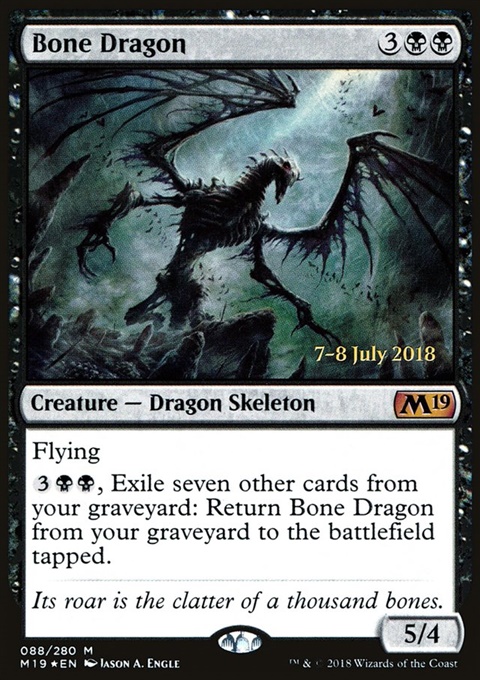 Bone Dragon 3
7-8 July 2018
Creature — Dragon Skeleton M19
Flying
3, Exile seven other cards from
your graveyard: Return Bone Dragon
from your graveyard to the battlefield
tapped.
Its roar is the clatter of a thousand bones.
5/4
088/280 M
M19★EN Jason A. Engle ™ & © 2018 Wizards of the Coast